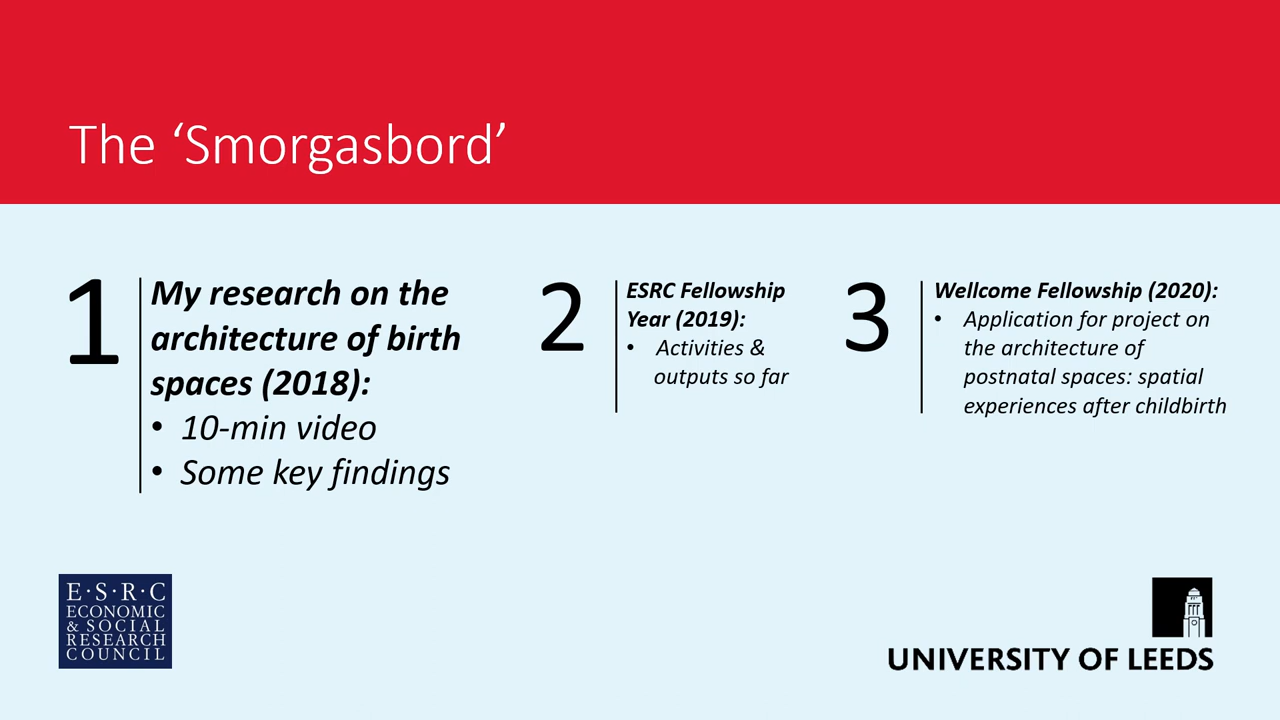 The ‘Smorgasbord’
1
My research on the
architecture of birth
spaces (2018):
• 10-min video
• Some key findings
2
ESRC Fellowship
Year (2019):
• Activities &
outputs so far
3
Wellcome Fellowship (2020):
• Application for project on
the architecture of
postnatal spaces: spatial
experiences after childbirth
E·S·R·C
ECONOMIC
& SOCIAL
RESEARCH
COUNCIL
UNIVERSITY OF LEEDS